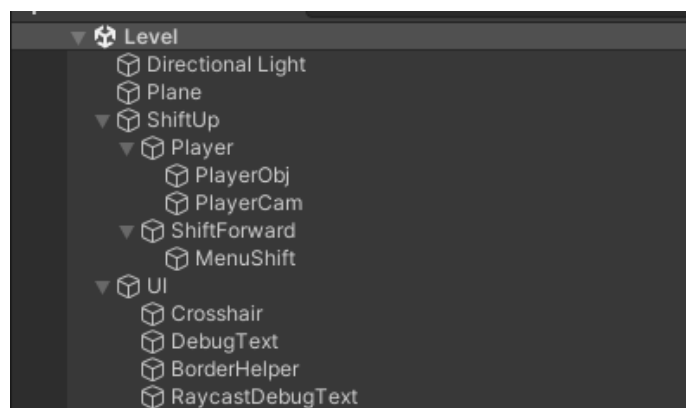 Level
Directional Light
Plane
ShiftUp
Player
PlayerObj
PlayerCam
ShiftForward
MenuShift
UI
Crosshair
DebugText
BorderHelper
RaycastDebugText